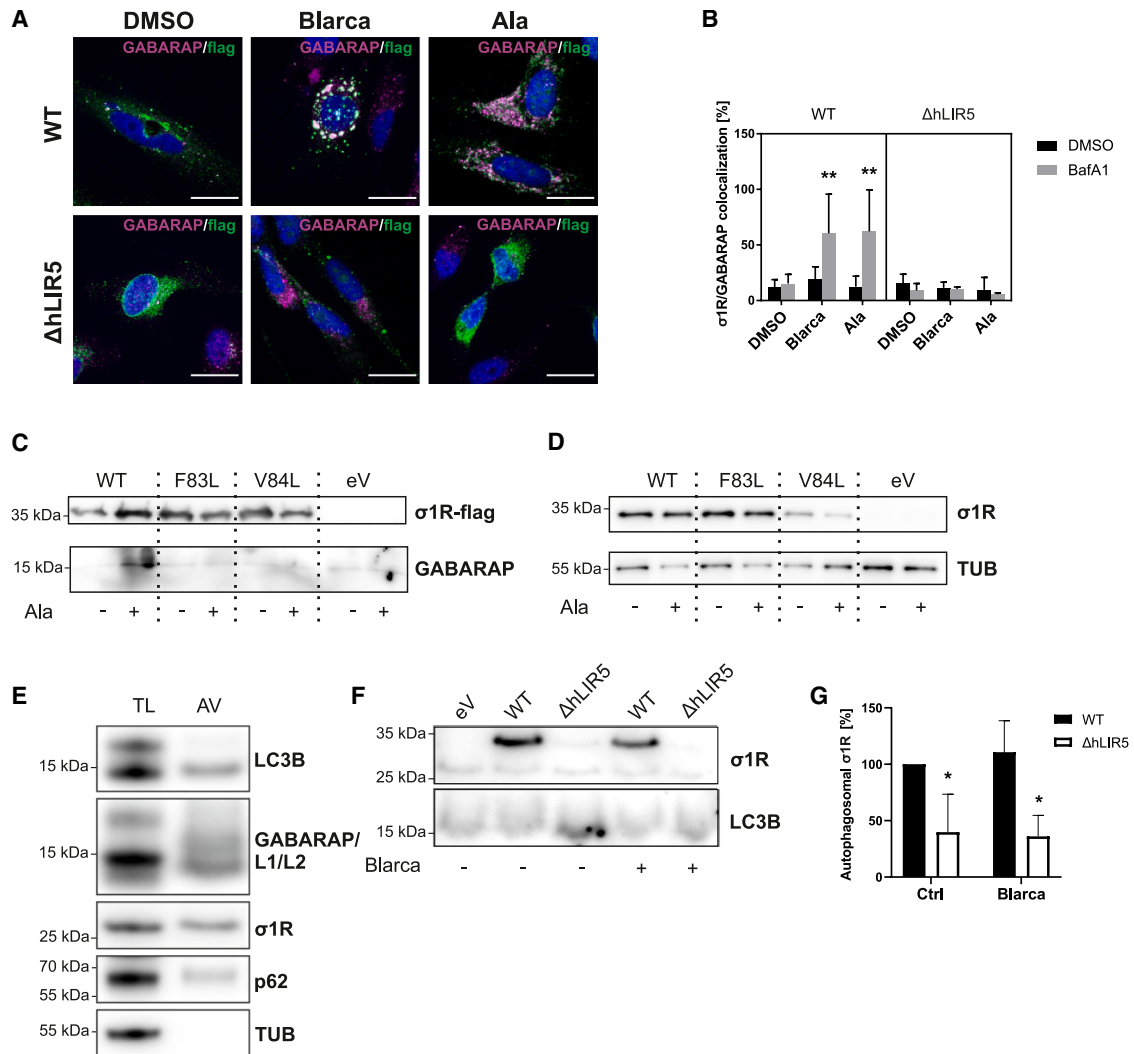 A
DMSO
Blarca
Ala
WT
GABARAP/flag
GABARAP/flag
GABARAP/flag
ΔhLIR5
GABARAP/flag
GABARAP/flag
GABARAP/flag
B
σ1R/GABARAP colocalization [%]
WT
ΔhLIR5
150
100
50
0
DMSO
Blarca
Ala
DMSO
Blarca
Ala
**
**
DMSO
BafA1
C
WT F83L V84L eV
35 kDa
σ1R-flag
15 kDa
GABARAP
Ala - + - + - + - +
D
WT F83L V84L eV
35 kDa
σ1R
55 kDa
TUB
Ala - + - + - + - +
E
TL AV
15 kDa
LC3B
15 kDa
GABARAP/
L1/L2
25 kDa
σ1R
70 kDa
55 kDa
p62
55 kDa
TUB
F
eV WT ΔhLIR5 WT ΔhLIR5
35 kDa
25 kDa
σ1R
15 kDa
LC3B
Blarca - - - + +
G
Autophagosomal σ1R [%]
150
100
50
0
*
*
Ctrl
Blarca
WT
ΔhLIR5